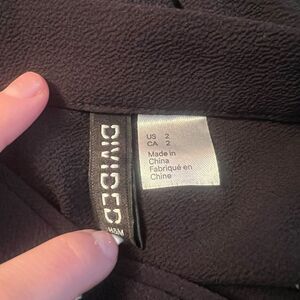 DIVIDED
H&M
US 2
CA 2
Made in
China
Fabriqué en
Chine